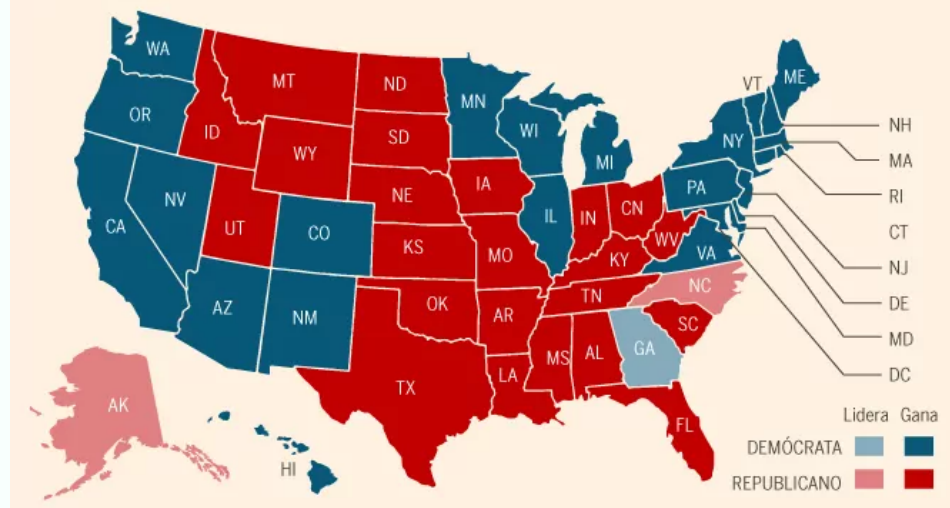 WA
MT
ND
MN
VT
ME
OR
ID
SD
WI
NY
NH
WY
MI
MA
NV
NE
IA
PA
RI
CA
UT
CO
IL
IN
CN
CT
KS
MO
WV
VA
KY
NJ
AZ
NM
OK
AR
TN
NC
DE
SC
MD
TX
LA
MS
AL
GA
DC
AK
FL
HI
Lidera Gana
DEMÓCRATA
REPUBLICANO